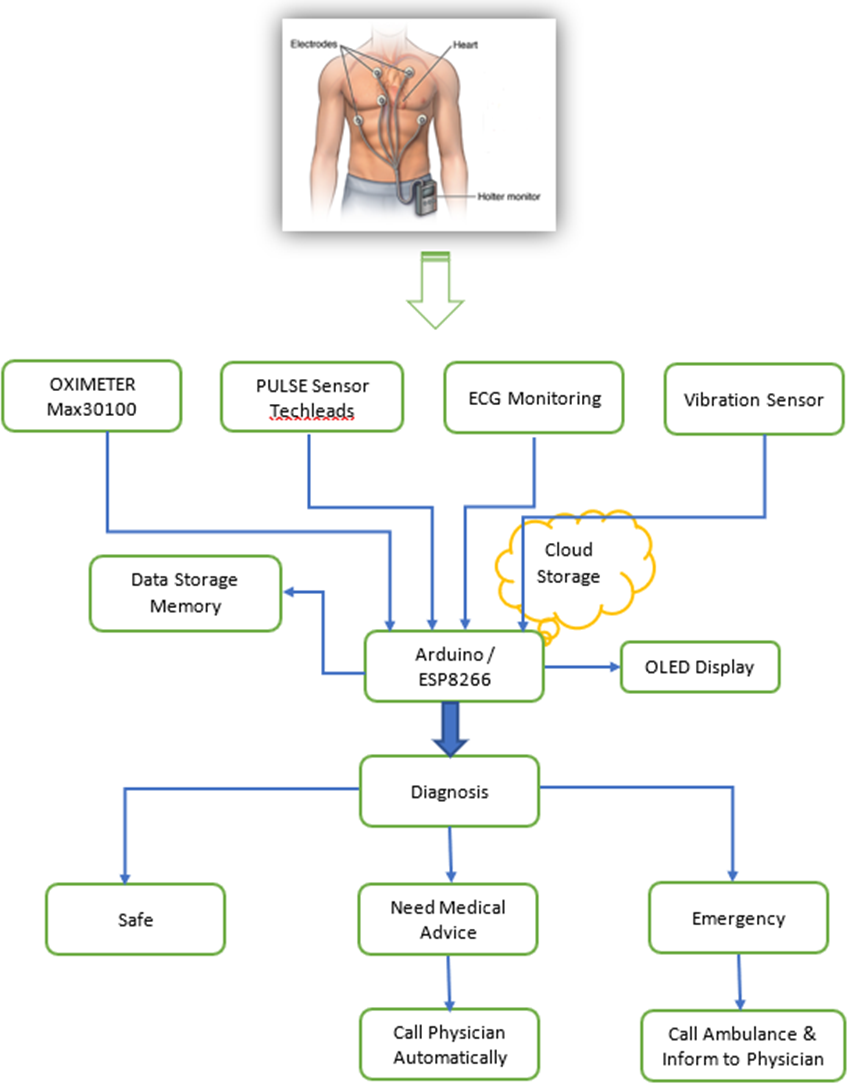 Electrodes
Heart
Holter monitor
OXIMETER
Max30100
PULSE Sensor
Techleads
ECG Monitoring
Vibration Sensor
Cloud
Storage
Data Storage
Memory
Arduino /
ESP8266
OLED Display
Diagnosis
Safe
Need Medical
Advice
Emergency
Call Physician
Automatically
Call Ambulance &
Inform to Physician